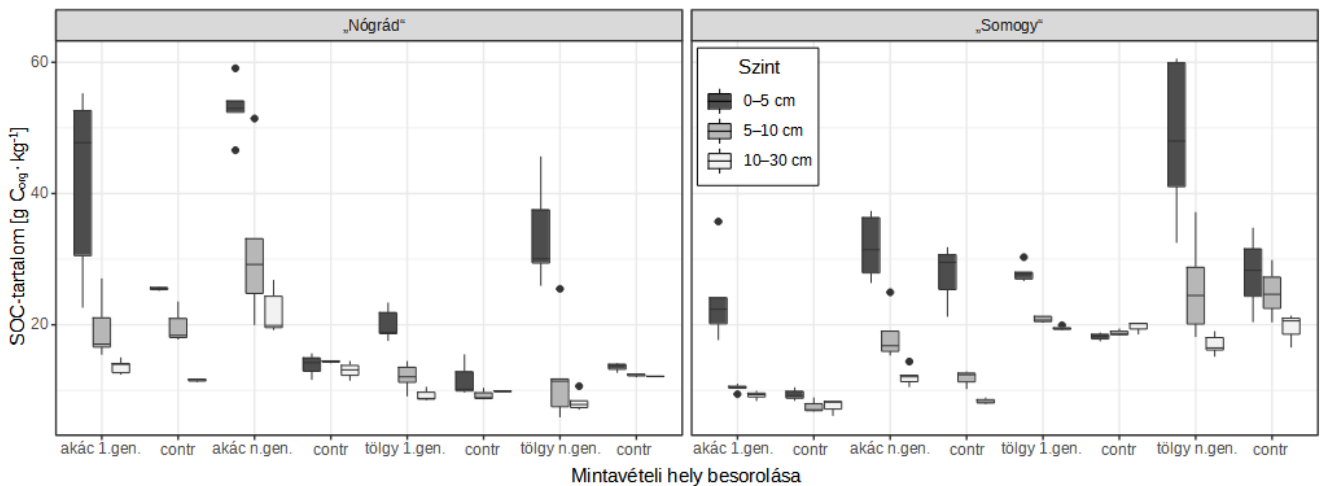 „Nógrád“
„Somogy“
SOC-tartalom [g Corg· kg-1]
60
40
20
Szint
0–5 cm
5–10 cm
10–30 cm
akác 1.gen. contr akác n.gen. contr tölgy 1.gen. contr tölgy n.gen. contr
akác 1.gen. contr akác n.gen. contr tölgy 1.gen. contr tölgy n.gen. contr
Mintavételi hely besorolása